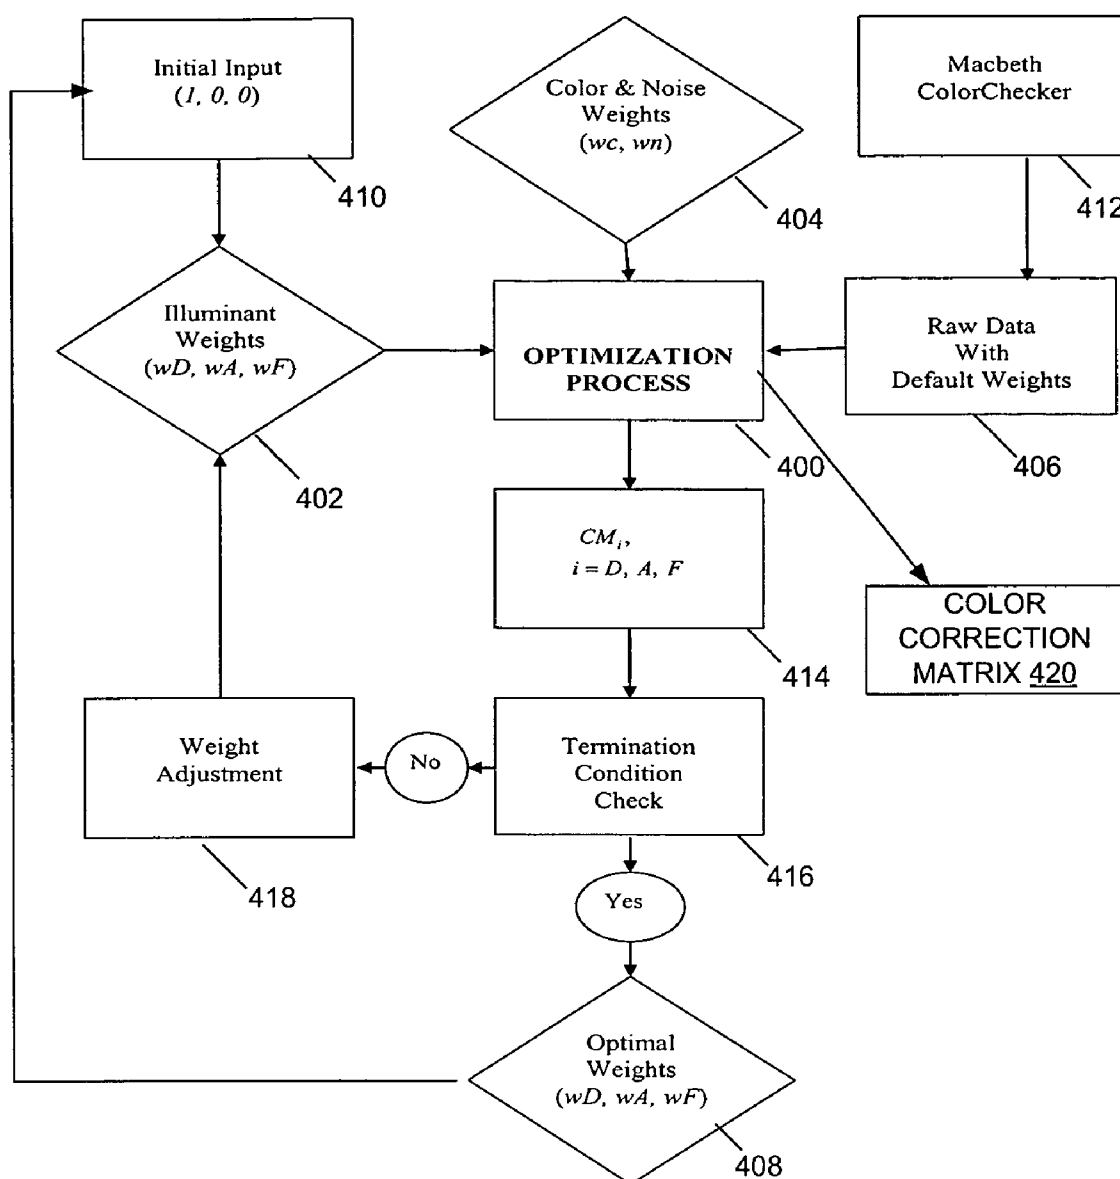 Initial Input
(1, 0, 0)
410
Color & Noise
Weights
(wc, wn)
404
Macbeth
ColorChecker
412
Illuminant
Weights
(wD, wA, wF)
402
OPTIMIZATION
PROCESS
400
Raw Data
With
Default Weights
406
CM i,
i = D, A, F
414
COLOR
CORRECTION
MATRIX 420
Weight
Adjustment
418
No
Termination
Condition
Check
416
Yes
Optimal
Weights
(wD, wA, wF)
408